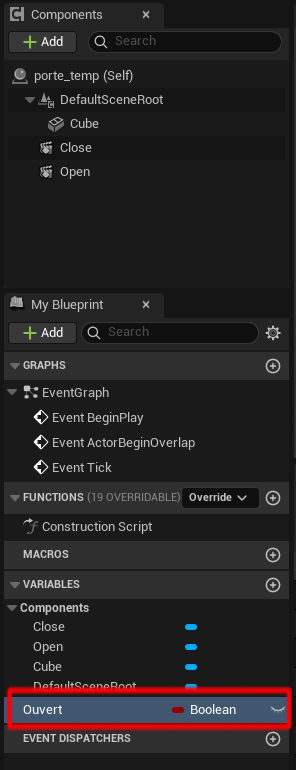 Components
Add
Search
porte_temp (Self)
DefaultSceneRoot
Cube
Close
Open
My Blueprint
Add
Search
GRAPHS
EventGraph
Event BeginPlay
Event ActorBeginOverlap
Event Tick
FUNCTIONS (19 OVERRIDABLE) Override
Construction Script
MACROS
VARIABLES
Components
Close
Open
Cube
DefaultSceneRoot
Ouvert Boolean
EVENT DISPATCHERS